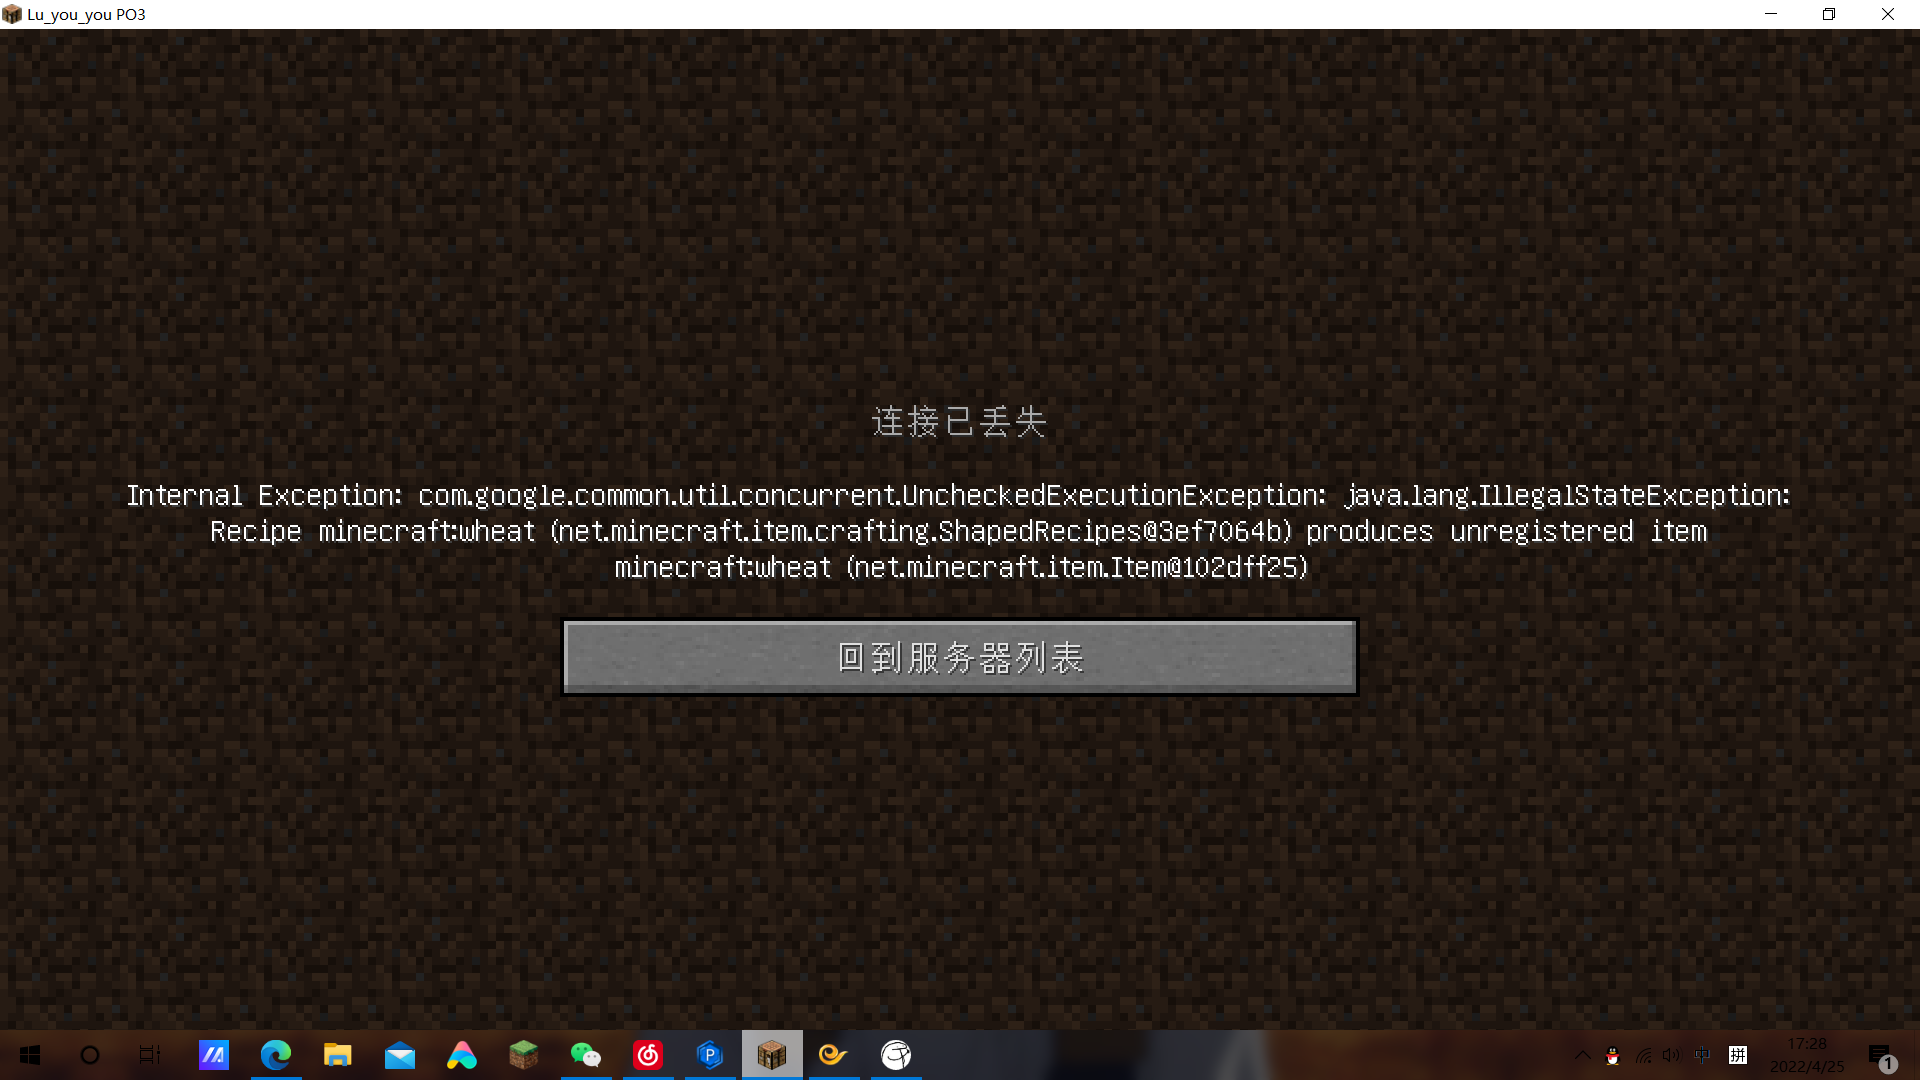 Lu_you_you PO3
连接已丢失
Internal Exception: com.google.common.util.concurrent.UncheckedExecutionException: java.lang.IllegalStateException:
Recipe minecraft:wheat (net.minecraft.item.crafting.ShapedRecipes@3ef7064b) produces unregistered item
minecraft:wheat (net.minecraft.item.Item@102dff25)
回到服务器列表
P
中
拼
17:28
2022/4/25
1